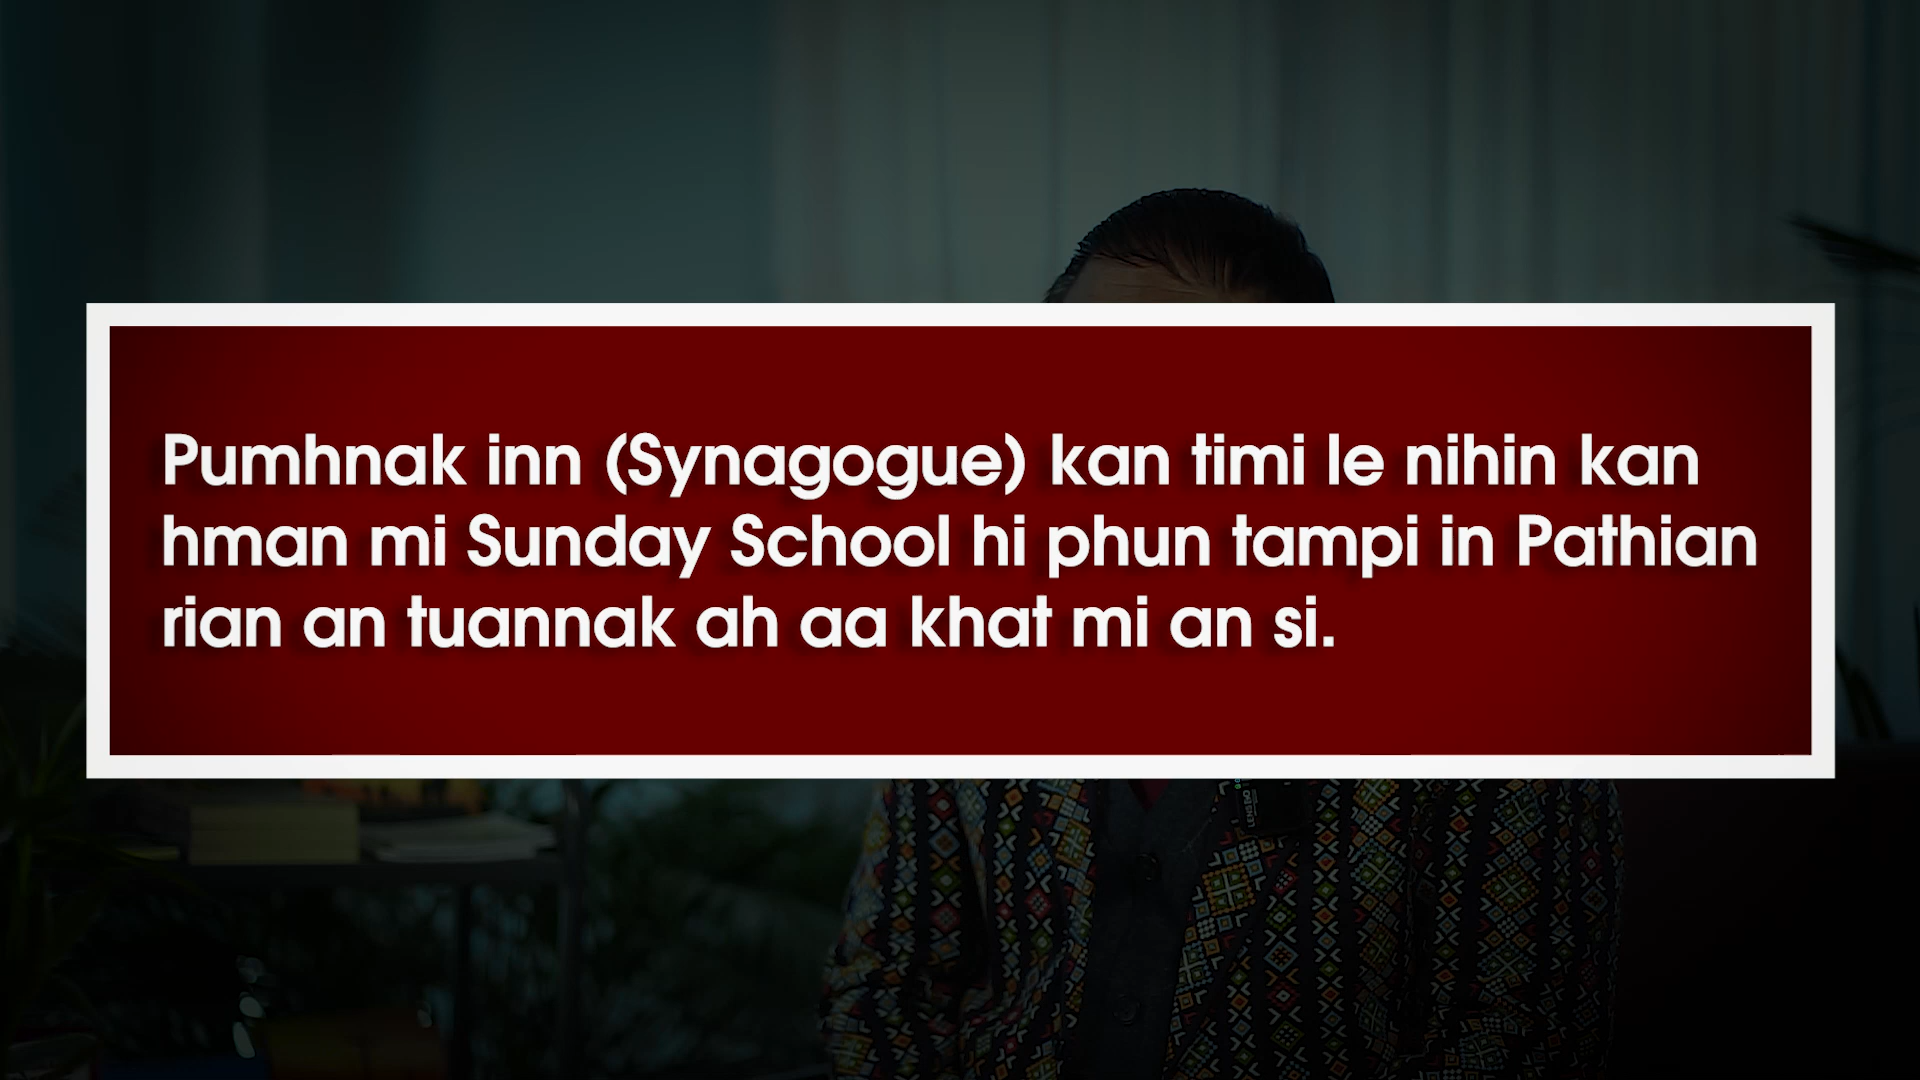 Pumhnak inn (Synagogue) kan timi le nihin kan
hman mi Sunday School hi phun tampi in Pathian
rian an tuannak ah aa khat mi an si.